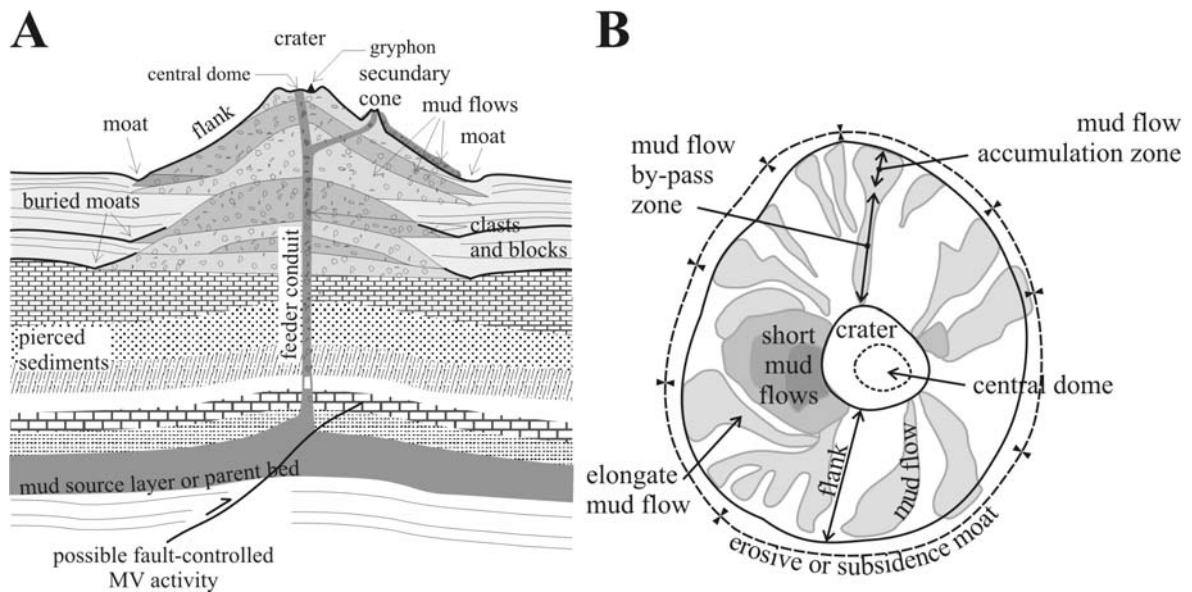 A
crater
gryphon
central dome
secundary
cone
mud flows
flank
moat
moat
buried moats
clasts
and blocks
feeder conduit
pierced
sediments
mud source layer or parent bed
possible fault-controlled
MV activity
B
mud flow
accumulation zone
mud flow
by-pass
zone
crater
short
mud
flows
central dome
elongate
mud flow
flank
mud flow
erosive or subsidence moat